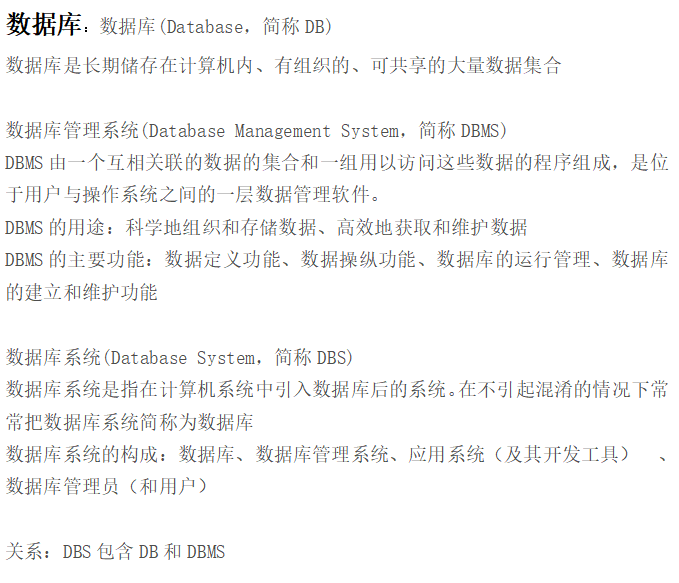 数据库：数据库(Database，简称 DB)
数据库是长期储存在计算机内、有组织的、可共享的大量数据集合
数据库管理系统(Database Management System，简称 DBMS)
DBMS 由一个互相关联的数据的集合和一组用以访问这些数据的程序组成，是位
于用户与操作系统之间的一层数据管理软件。
DBMS 的用途：科学地组织和存储数据、高效地获取和维护数据
DBMS 的主要功能：数据定义功能、数据操纵功能、数据库的运行管理、数据库
的建立和维护功能
数据库系统(Database System，简称 DBS)
数据库系统是指在计算机系统中引入数据库后的系统。在不引起混淆的情况下常
常把数据库系统简称为数据库
数据库系统的构成：数据库、数据库管理系统、应用系统（及其开发工具） 、
数据库管理员（和用户）
关系：DBS 包含 DB 和 DBMS